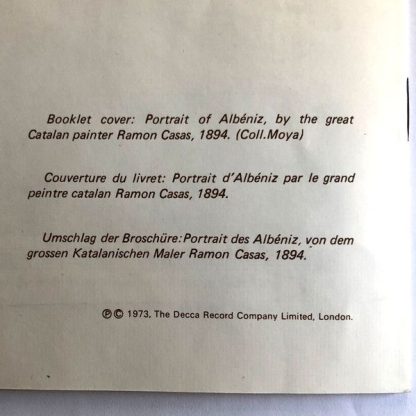 Booklet cover: Portrait of Albéniz, by the great
Catalan painter Ramon Casas, 1894. (Coll.Moya)
Couverture du livret: Portrait d'Albéniz par le grand
peintre catalan Ramon Casas, 1894.
Umschlag der Broschüre:Portrait des Albéniz, von dem
grossen Katalanischen Maler Ramon Casas, 1894.
℗© 1973, The Decca Record Company Limited, London.